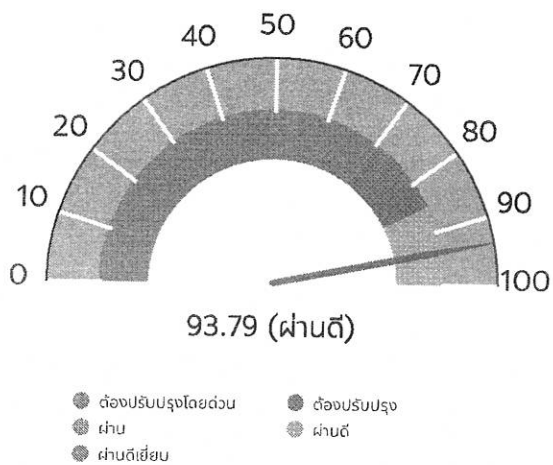 0
10
20
30
40
50
60
70
80
90
100
93.79 (ผ่านดี)
ต้องปรับปรุงโดยด่วน
ต้องปรับปรุง
ผ่าน
ผ่านดี
ผ่านดีเยี่ยม